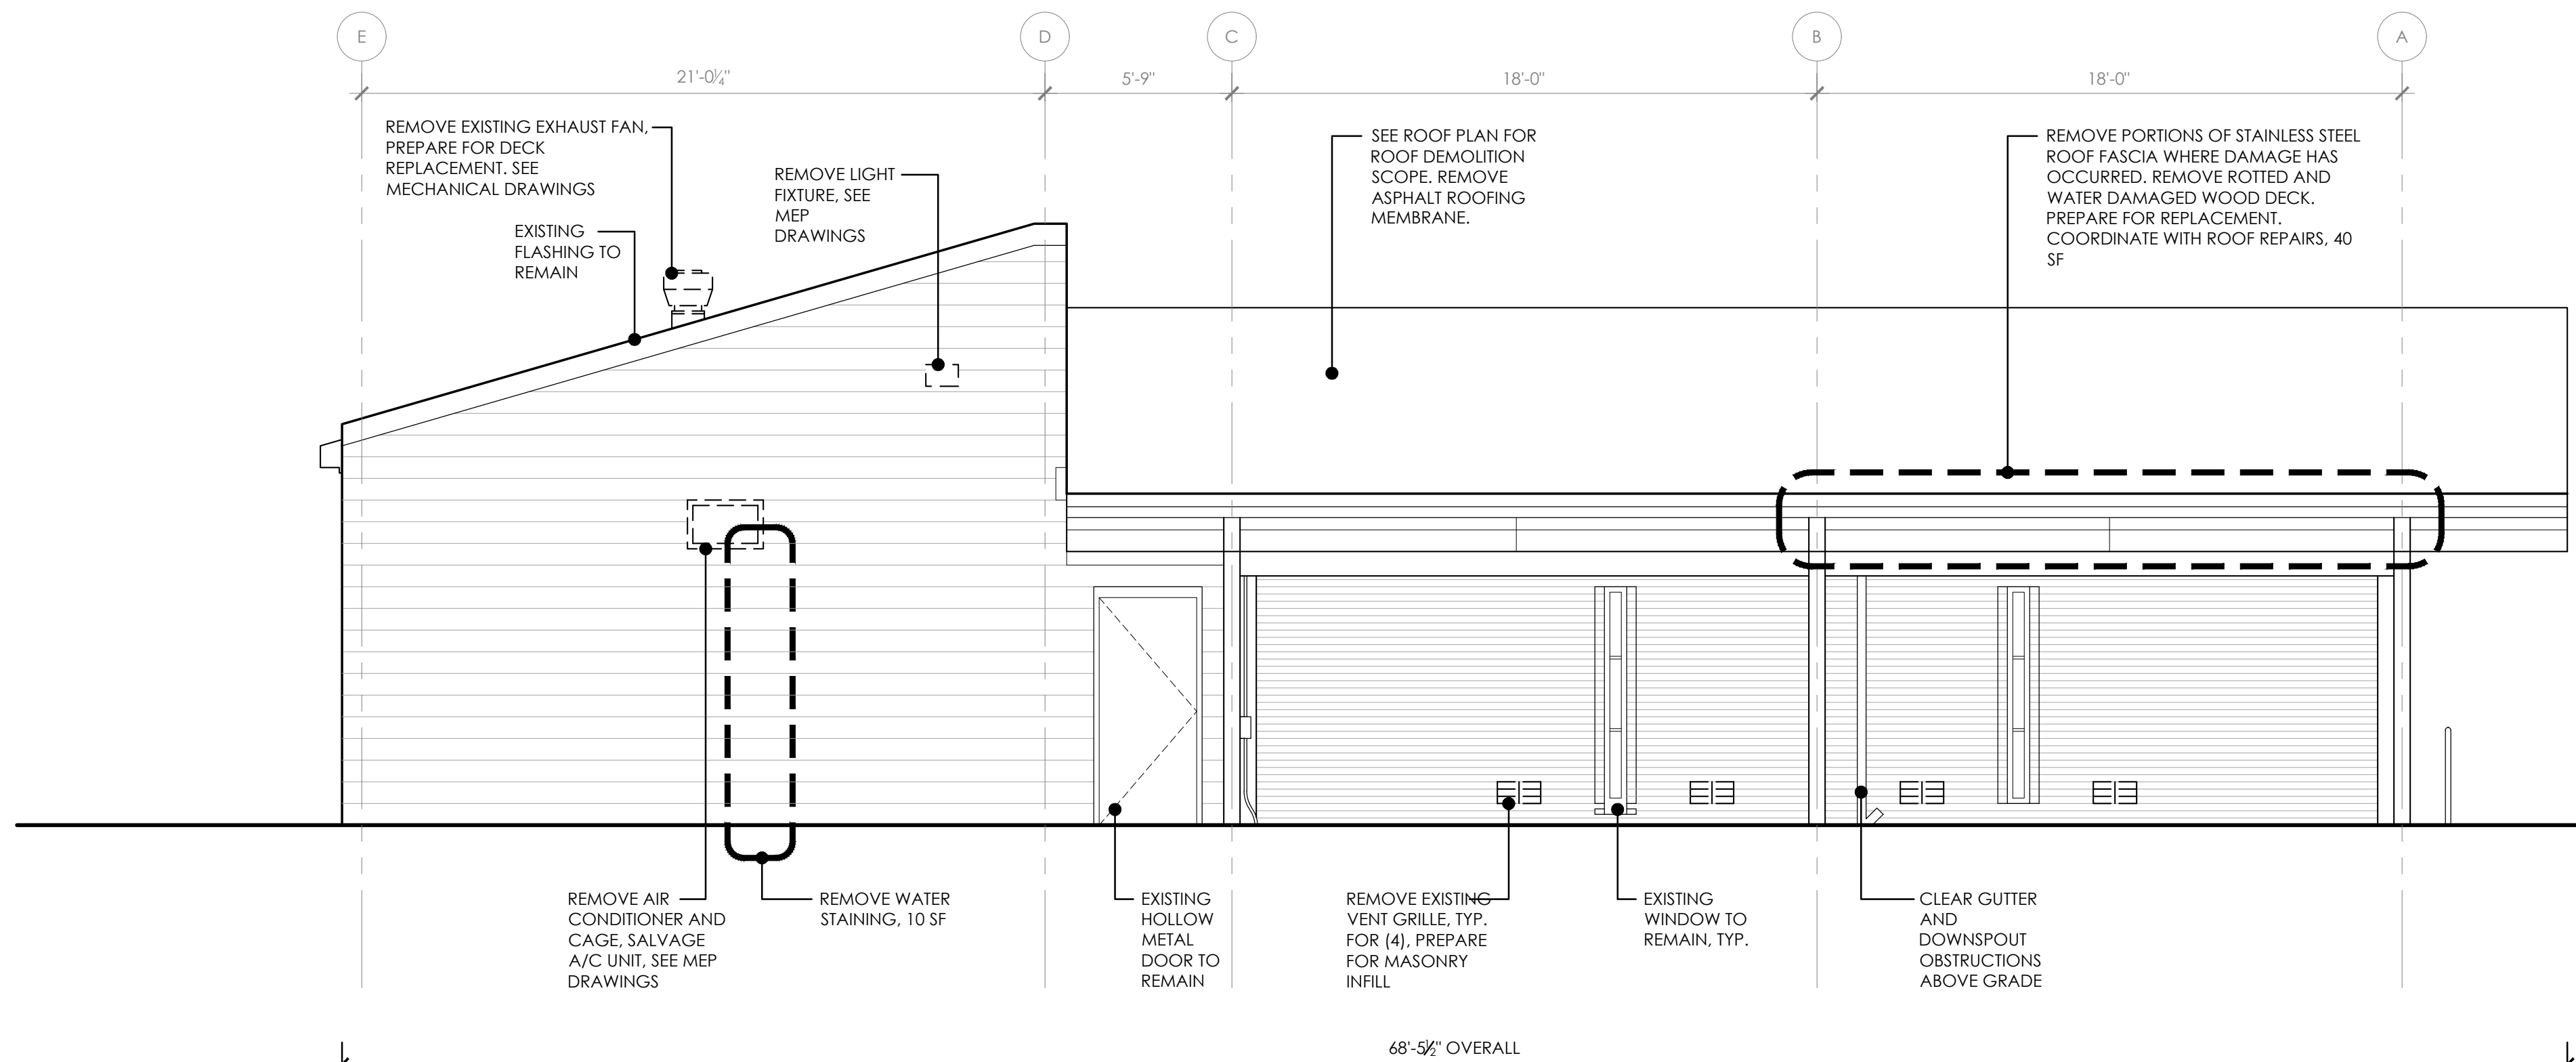 E
D
C
B
A
21'-0¼"
5'-9"
18'-0"
18'-0"
REMOVE EXISTING EXHAUST FAN,
PREPARE FOR DECK
REPLACEMENT. SEE
MECHANICAL DRAWINGS
EXISTING
FLASHING TO
REMAIN
REMOVE LIGHT
FIXTURE, SEE
MEP
DRAWINGS
SEE ROOF PLAN FOR
ROOF DEMOLITION
SCOPE. REMOVE
ASPHALT ROOFING
MEMBRANE.
REMOVE PORTIONS OF STAINLESS STEEL
ROOF FASCIA WHERE DAMAGE HAS
OCCURRED. REMOVE ROTTED AND
WATER DAMAGED WOOD DECK.
PREPARE FOR REPLACEMENT.
COORDINATE WITH ROOF REPAIRS, 40
SF
REMOVE AIR
CONDITIONER AND
CAGE, SALVAGE
A/C UNIT, SEE MEP
DRAWINGS
REMOVE WATER
STAINING, 10 SF
EXISTING
HOLLOW
METAL
DOOR TO
REMAIN
REMOVE EXISTING
VENT GRILLE, TYP.
FOR (4), PREPARE
FOR MASONRY
INFILL
EXISTING
WINDOW TO
REMAIN, TYP.
CLEAR GUTTER
AND
DOWNSPOUT
OBSTRUCTIONS
ABOVE GRADE
68'-5½" OVERALL